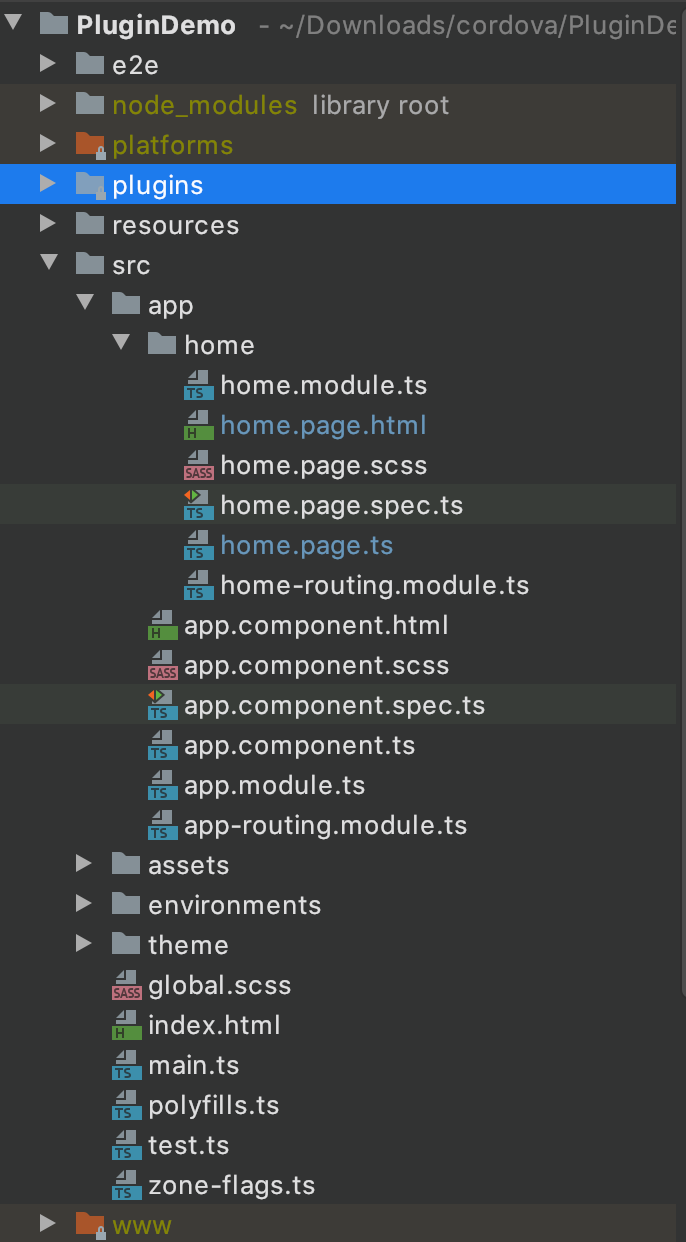 PluginDemo - ~/Downloads/cordova/PluginDe
e2e
node_modules library root
platforms
plugins
resources
src
app
home
TS home.module.ts
H home.page.html
SASS home.page.scss
TS home.page.spec.ts
TS home.page.ts
TS home-routing.module.ts
H app.component.html
SASS app.component.scss
TS app.component.spec.ts
TS app.component.ts
TS app.module.ts
TS app-routing.module.ts
assets
environments
theme
SASS global.scss
H index.html
TS main.ts
TS polyfills.ts
TS test.ts
TS zone-flags.ts
www